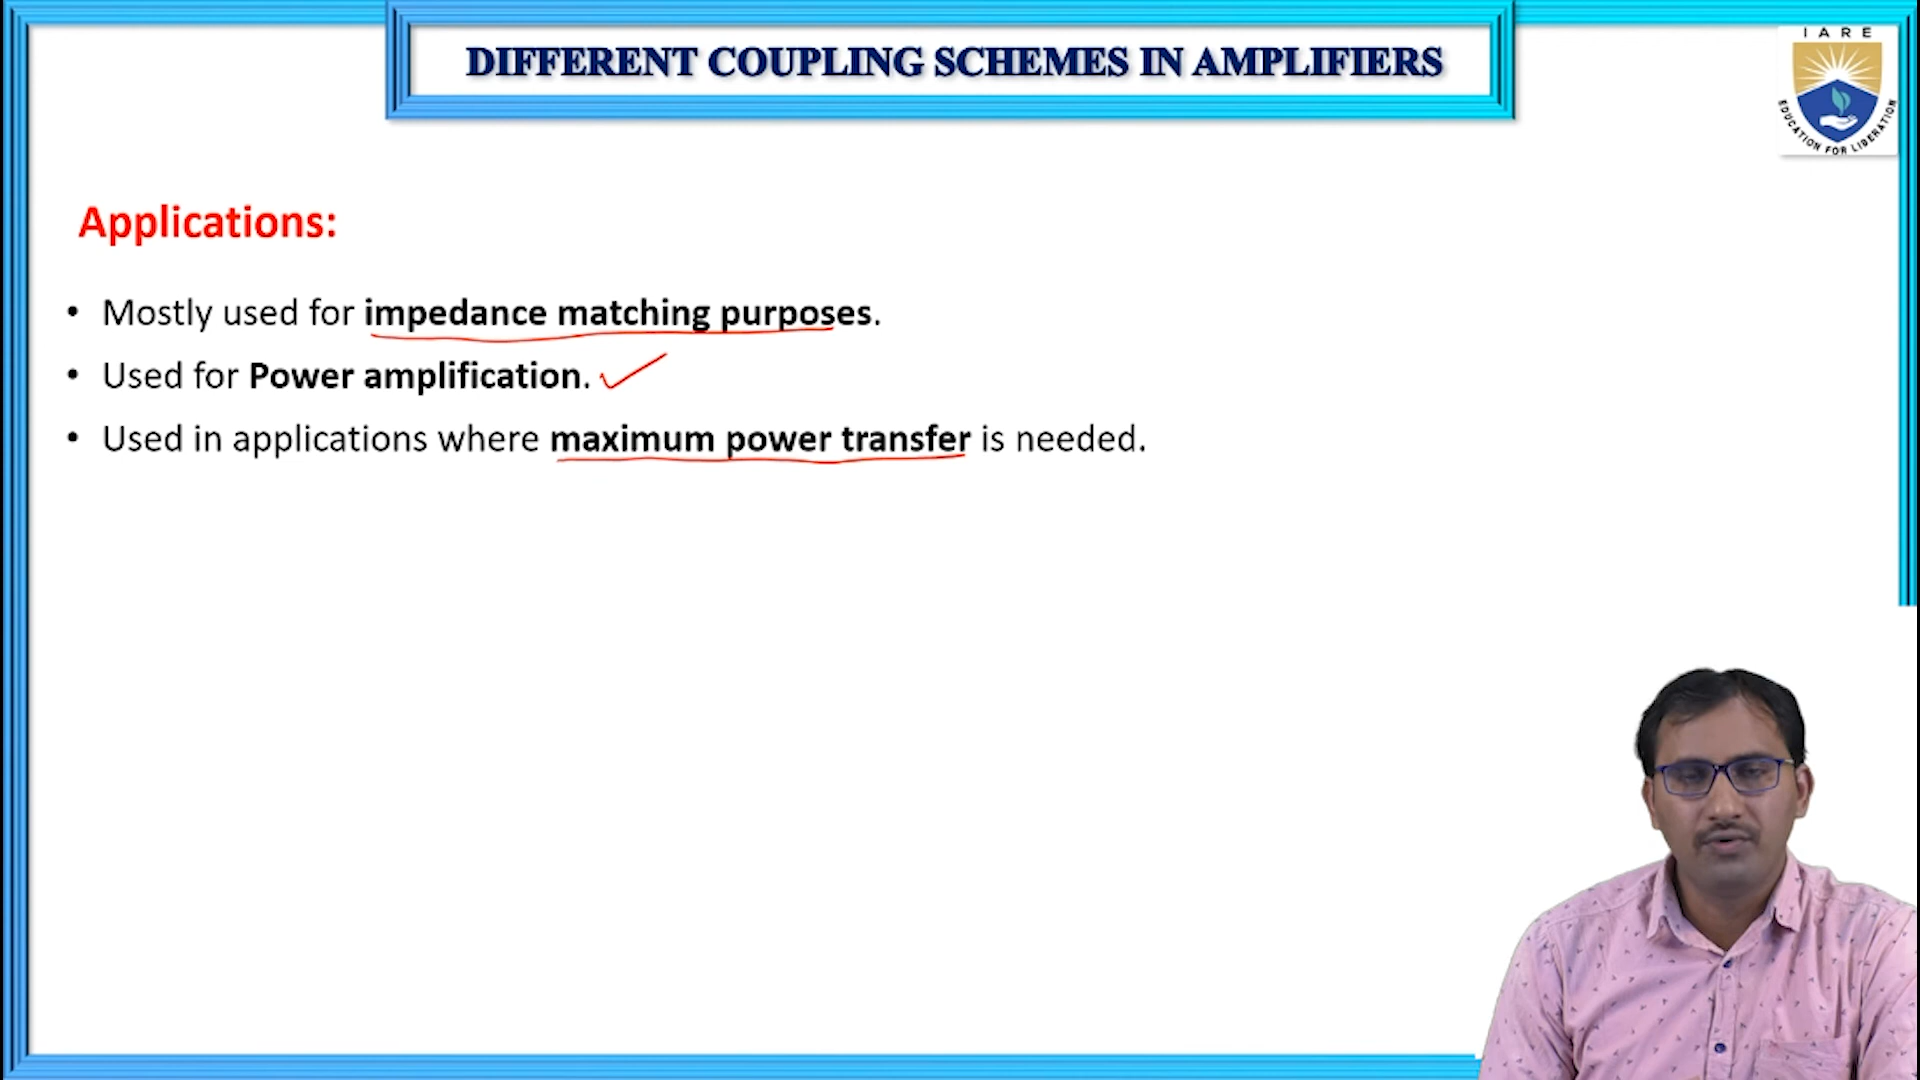 DIFFERENT COUPLING SCHEMES IN AMPLIFIERS
IARE
EDUCATION FOR LIBERATION
Applications:
• Mostly used for impedance matching purposes.
• Used for Power amplification.
• Used in applications where maximum power transfer is needed.